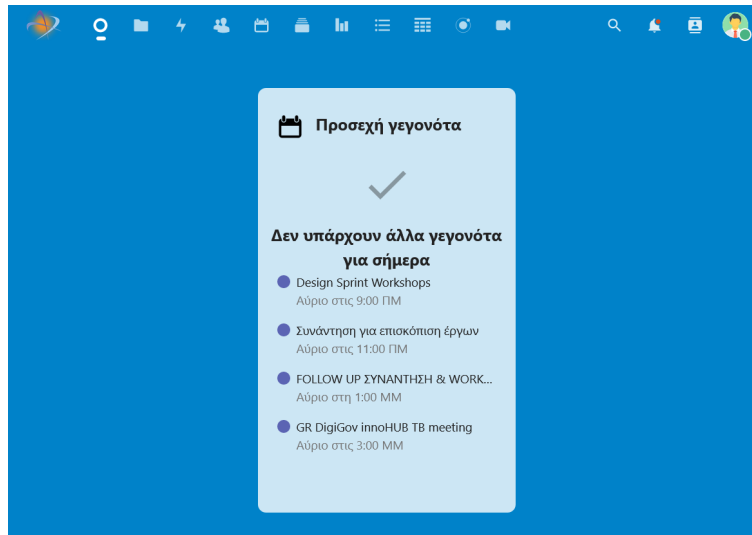 Προσεχή γεγονότα
Δεν υπάρχουν άλλα γεγονότα
για σήμερα
Design Sprint Workshops
Αύριο στις 9:00 ΠΜ
Συνάντηση για επισκόπιση έργων
Αύριο στις 11:00 ΠΜ
FOLLOW UP ΣΥΝΑΝΤΗΣΗ & WORK...
Αύριο στη 1:00 ΜΜ
GR DigiGov innoHUB TB meeting
Αύριο στις 3:00 ΜΜ